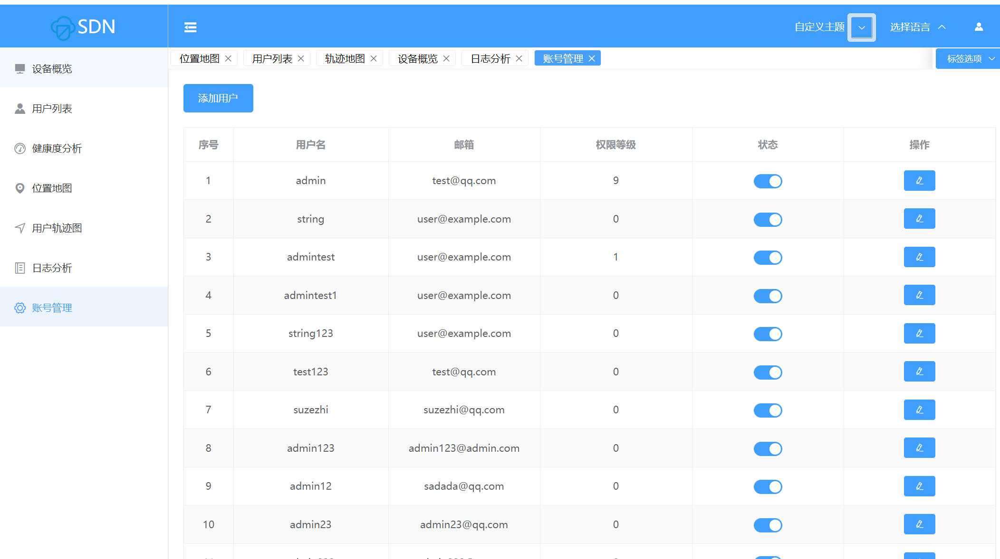 SDN
自定义主题
选择语言
设备概览
用户列表
健康度分析
位置地图
用户轨迹图
日志分析
账号管理
位置地图 用户列表 轨迹地图 设备概览 日志分析 账号管理 标签选项
添加用户
序号 用户名 邮箱 权限等级 状态 操作
1 admin test@qq.com 9
2 string user@example.com 0
3 admintest user@example.com 1
4 admintest1 user@example.com 0
5 string123 user@example.com 0
6 test123 test@qq.com 0
7 suzezhi suzezhi@qq.com 0
8 admin123 admin123@admin.com 0
9 admin12 sadada@qq.com 0
10 admin23 admin23@qq.com 0